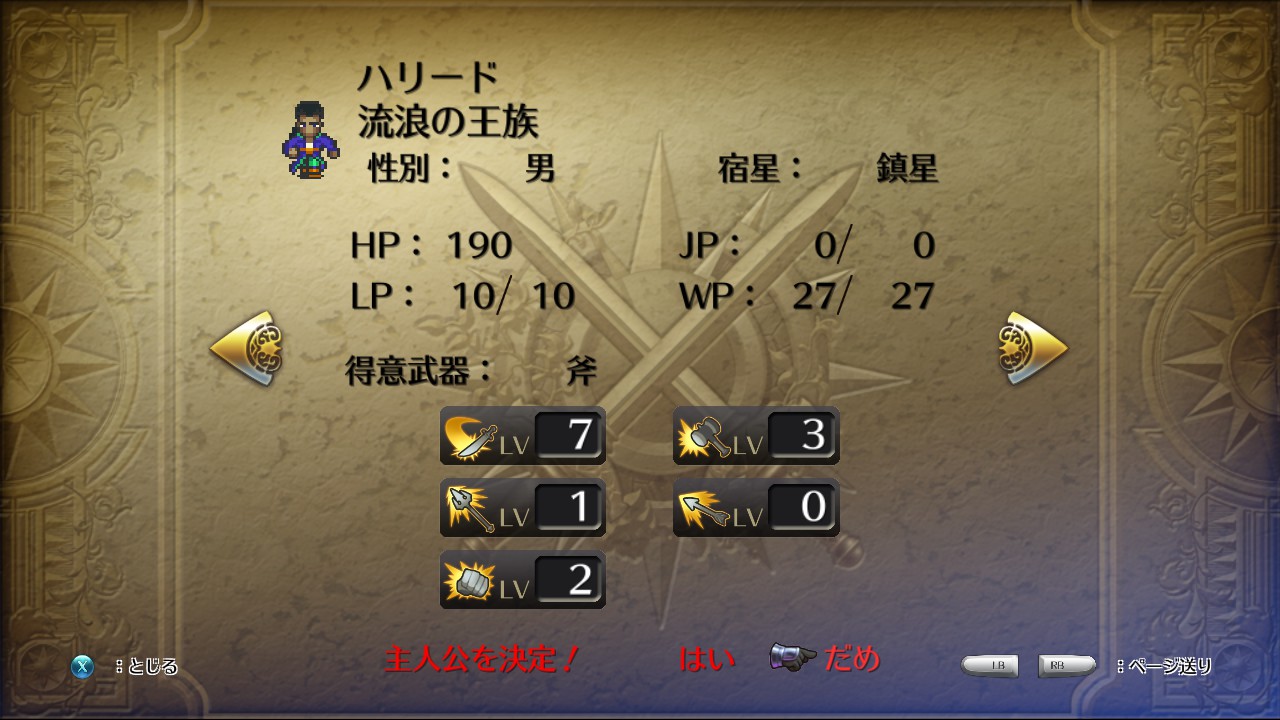 ハリード
流浪の王族
性別： 男 宿星： 鎮星
HP： 190 JP： 0/ 0
LP： 10/ 10 WP： 27/ 27
得意武器： 斧
LV 7 LV 3
LV 1 LV 0
LV 2
主人公を決定！ はい だめ
X ：とじる LB RB ：ページ送り